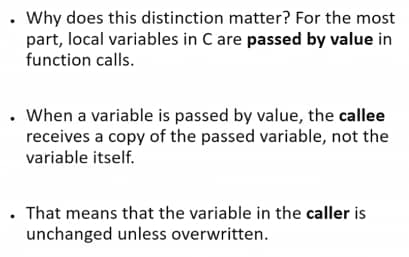 • Why does this distinction matter? For the most
part, local variables in C are passed by value in
function calls.
• When a variable is passed by value, the callee
receives a copy of the passed variable, not the
variable itself.
• That means that the variable in the caller is
unchanged unless overwritten.